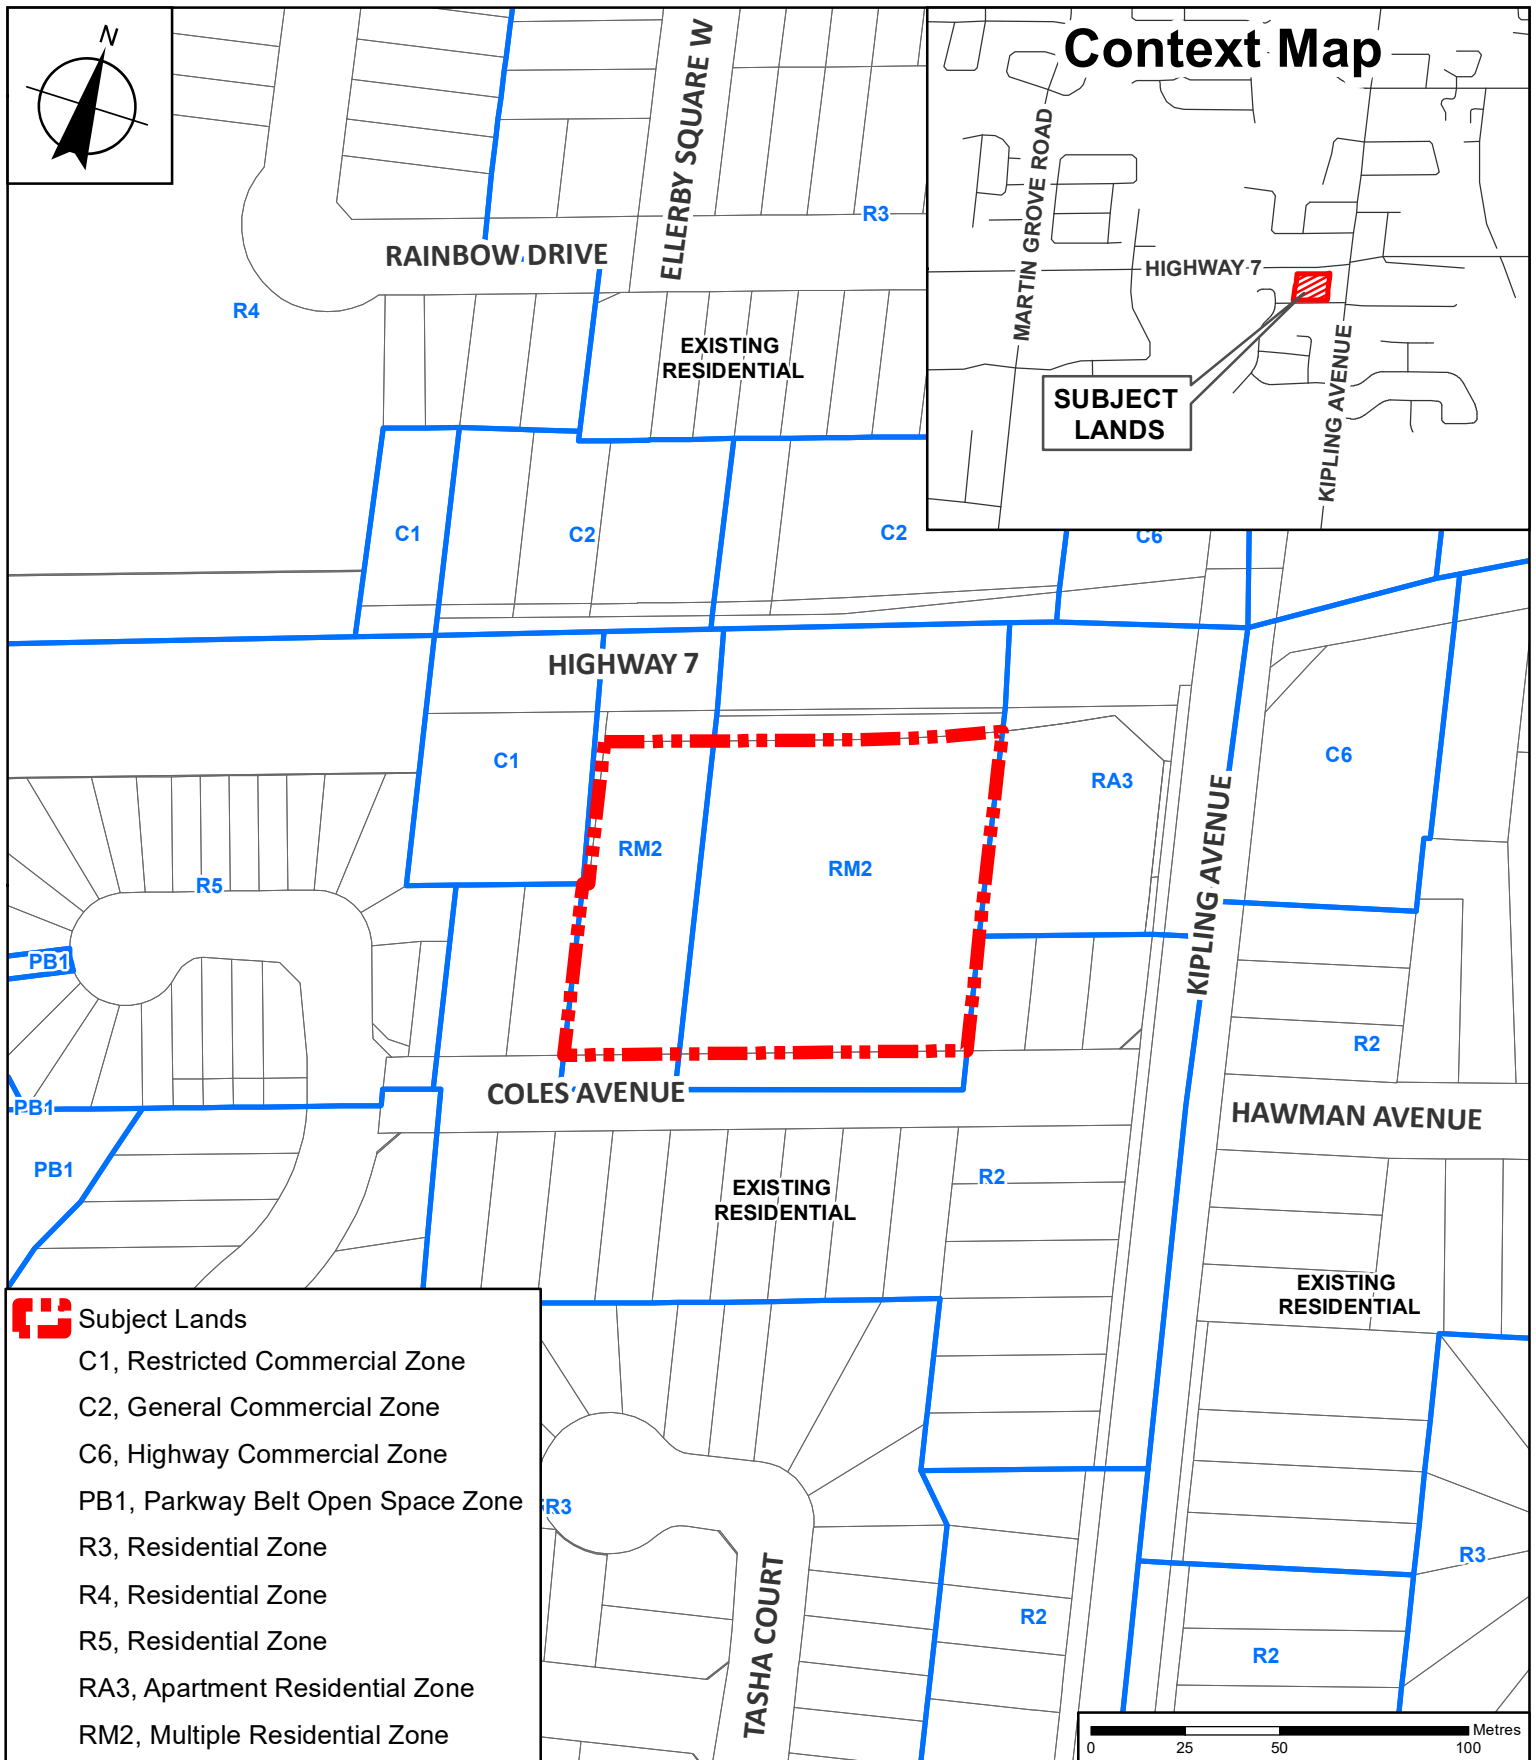 N
Context Map
MARTIN GROVE ROAD
HIGHWAY 7
KIPLING AVENUE
SUBJECT
LANDS
ELLERBY SQUARE W
R3
RAINBOW DRIVE
R4
EXISTING
RESIDENTIAL
C1
C2
C2
C6
HIGHWAY 7
C1
C6
RA3
KIPLING AVENUE
RM2
RM2
R5
PB1
R2
COLES AVENUE
PB1
HAWMAN AVENUE
PB1
R2
EXISTING
RESIDENTIAL
EXISTING
RESIDENTIAL
Subject Lands
C1, Restricted Commercial Zone
C2, General Commercial Zone
C6, Highway Commercial Zone
PB1, Parkway Belt Open Space Zone
R3, Residential Zone
R4, Residential Zone
R5, Residential Zone
RA3, Apartment Residential Zone
RM2, Multiple Residential Zone
R3
R3
TASHA COURT
R2
R2
Metres
0 25 50 100